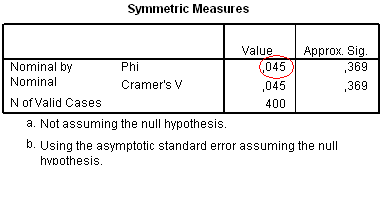 Symmetric Measures
Value Approx. Sig.
Nominal by Phi ,045 ,369
Nominal Cramer's V ,045 ,369
N of Valid Cases 400
a. Not assuming the null hypothesis.
b. Using the asymptotic standard error assuming the null
hypothesis.